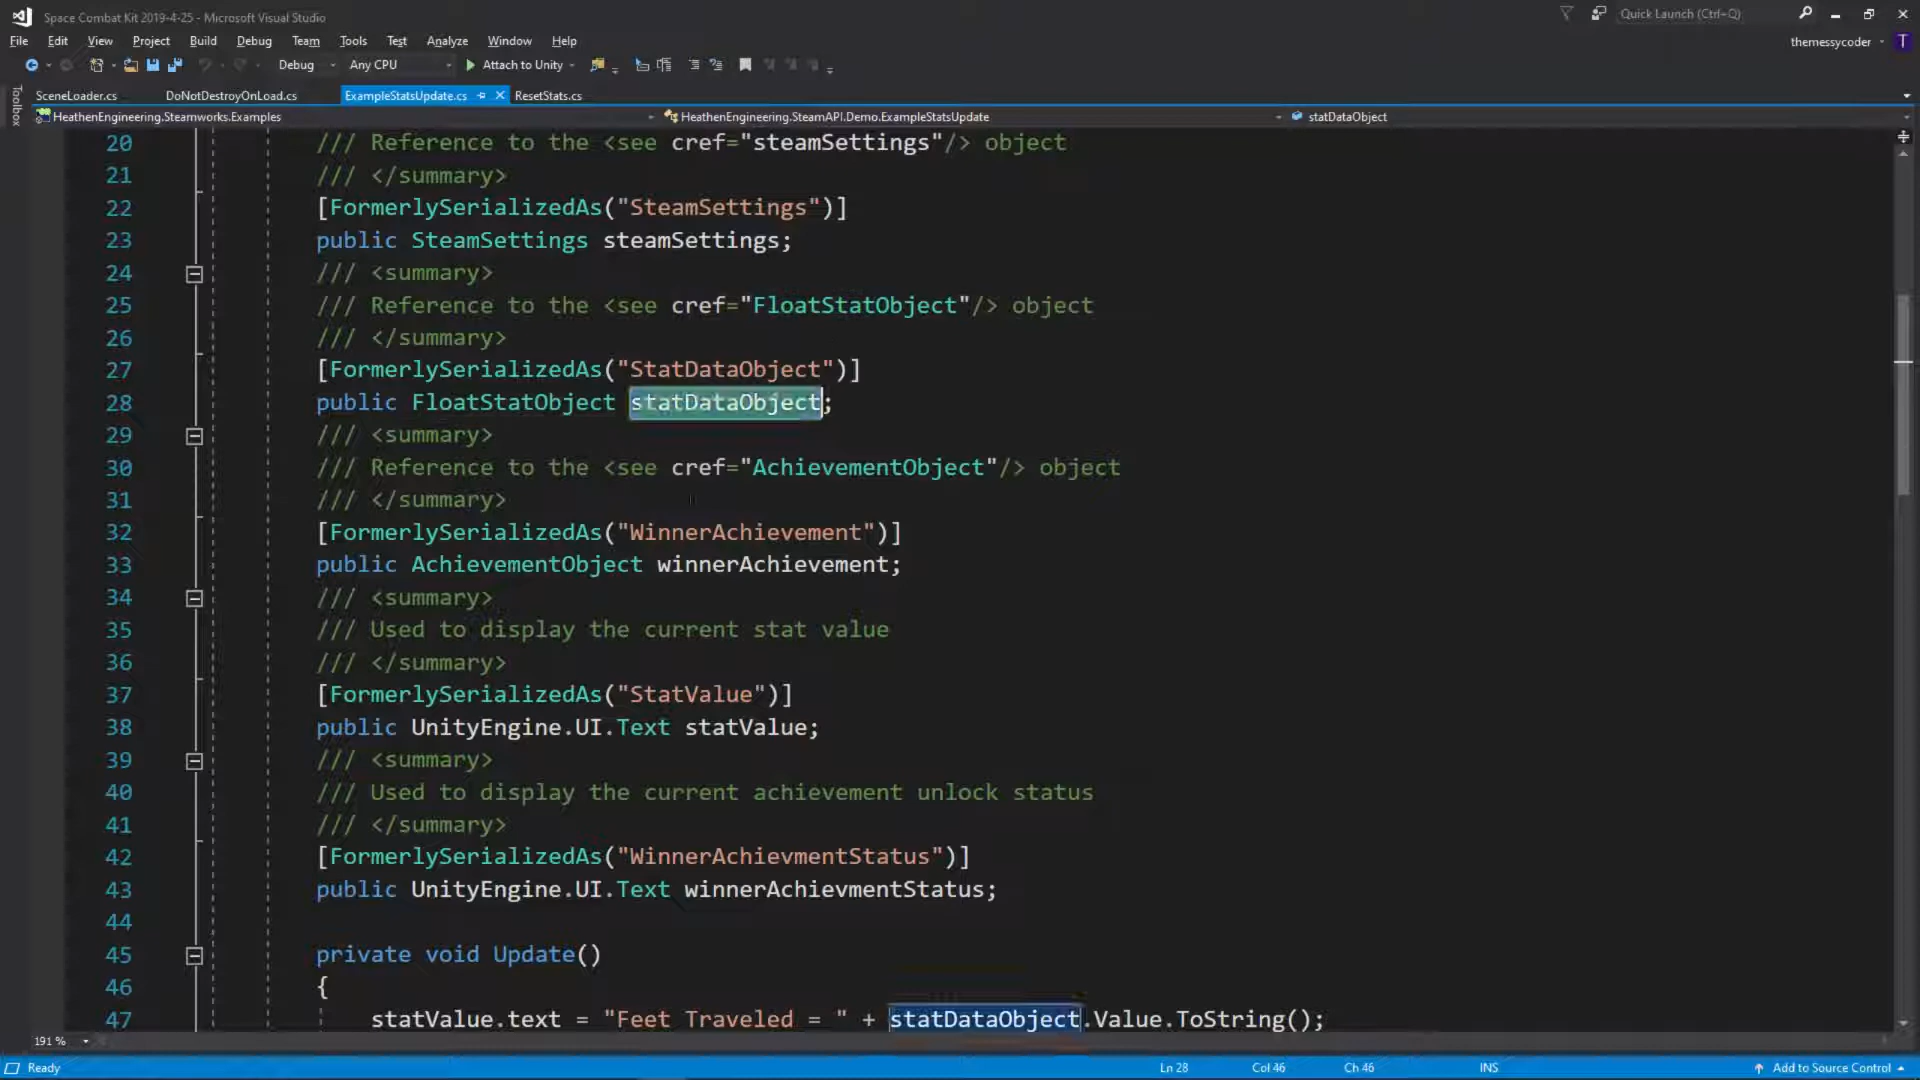 Space Combat Kit 2019-4-25 - Microsoft Visual Studio
Quick Launch (Ctrl+Q)
File Edit View Project Build Debug Team Tools Test Analyze Window Help
themessycoder
T
Debug Any CPU Attach to Unity
Toolbox
SceneLoader.cs DoNotDestroyOnLoad.cs ExampleStatsUpdate.cs ResetStats.cs
HeathenEngineering.Steamworks.Examples HeathenEngineering.SteamAPI.Demo.ExampleStatsUpdate statDataObject
20 /// Reference to the <see cref="steamSettings"/> object
21 /// </summary>
22 [FormerlySerializedAs("SteamSettings")]
23 public SteamSettings steamSettings;
24 /// <summary>
25 /// Reference to the <see cref="FloatStatObject"/> object
26 /// </summary>
27 [FormerlySerializedAs("StatDataObject")]
28 public FloatStatObject statDataObject;
29 /// <summary>
30 /// Reference to the <see cref="AchievementObject"/> object
31 /// </summary>
32 [FormerlySerializedAs("WinnerAchievement")]
33 public AchievementObject winnerAchievement;
34 /// <summary>
35 /// Used to display the current stat value
36 /// </summary>
37 [FormerlySerializedAs("StatValue")]
38 public UnityEngine.UI.Text statValue;
39 /// <summary>
40 /// Used to display the current achievement unlock status
41 /// </summary>
42 [FormerlySerializedAs("WinnerAchievmentStatus")]
43 public UnityEngine.UI.Text winnerAchievmentStatus;
44
45 private void Update()
46 {
47 statValue.text = "Feet Traveled = " + statDataObject.Value.ToString();
191 %
Ready Ln 28 Col 46 Ch 46 INS Add to Source Control